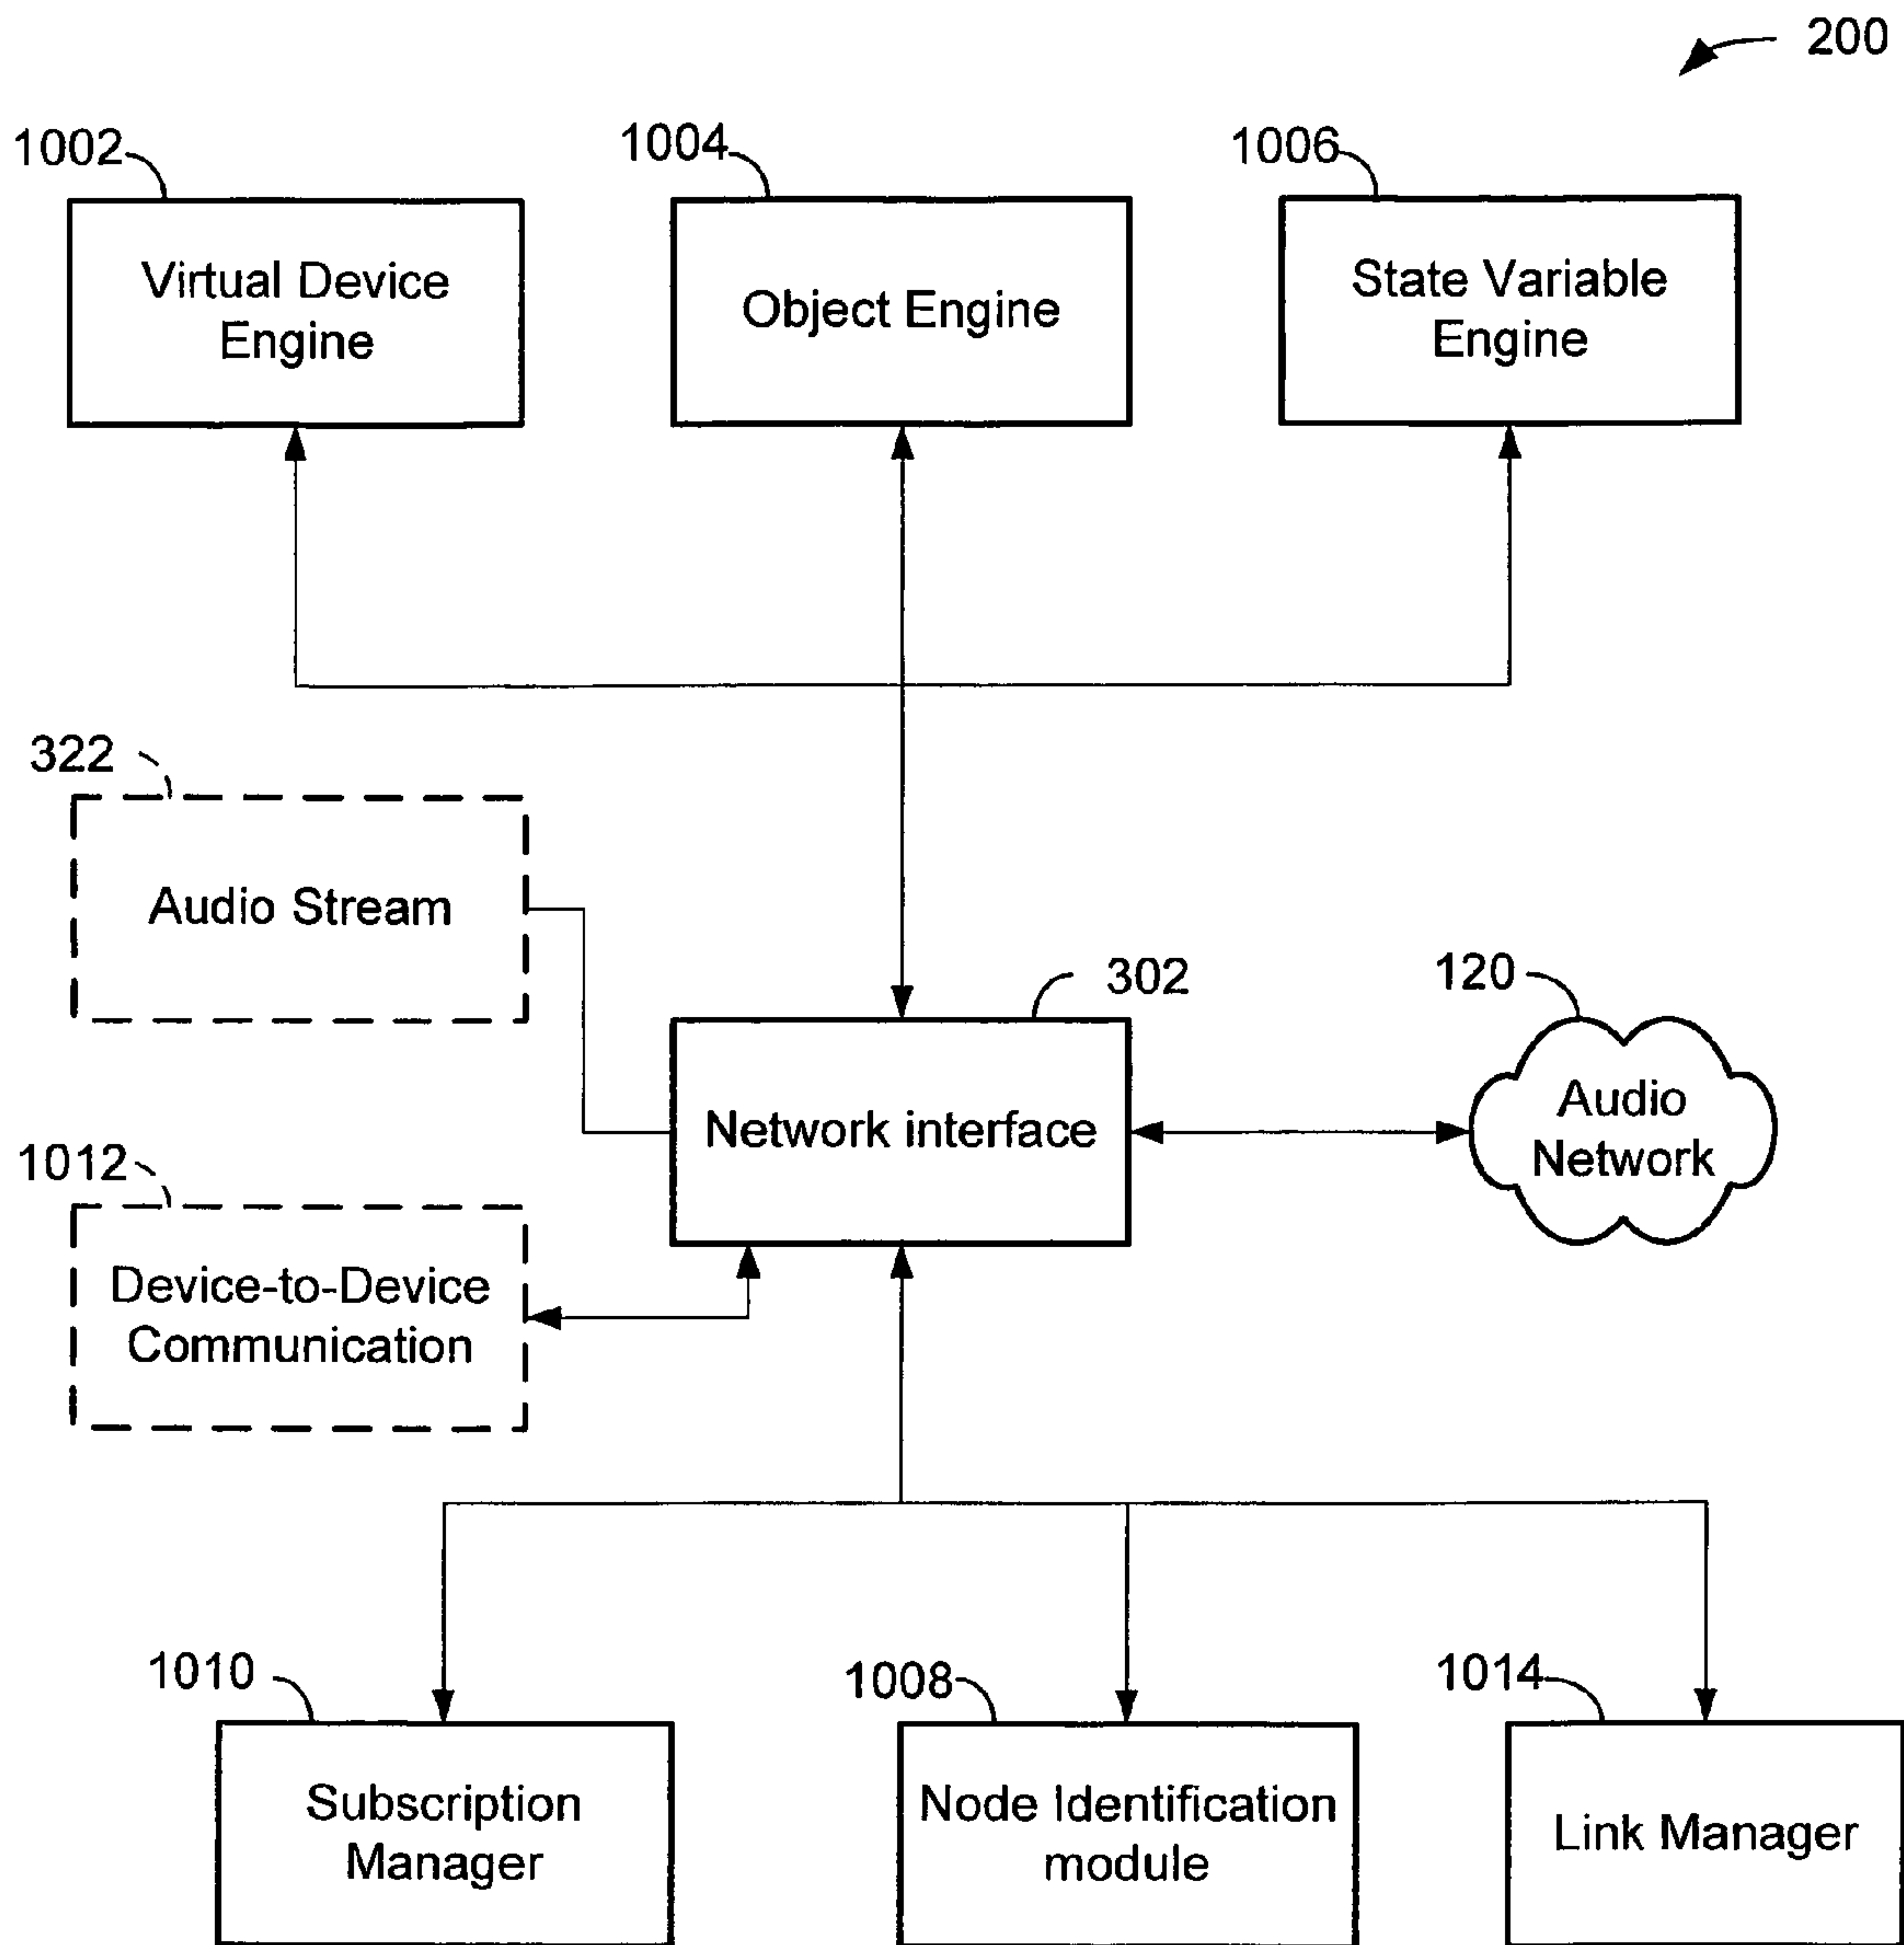 200
1002
1004
1006
Virtual Device
Engine
Object Engine
State Variable
Engine
322
Audio Stream
302
120
Network interface
Audio
Network
1012
Device-to-Device
Communication
1010
1008
1014
Subscription
Manager
Node Identification
module
Link Manager